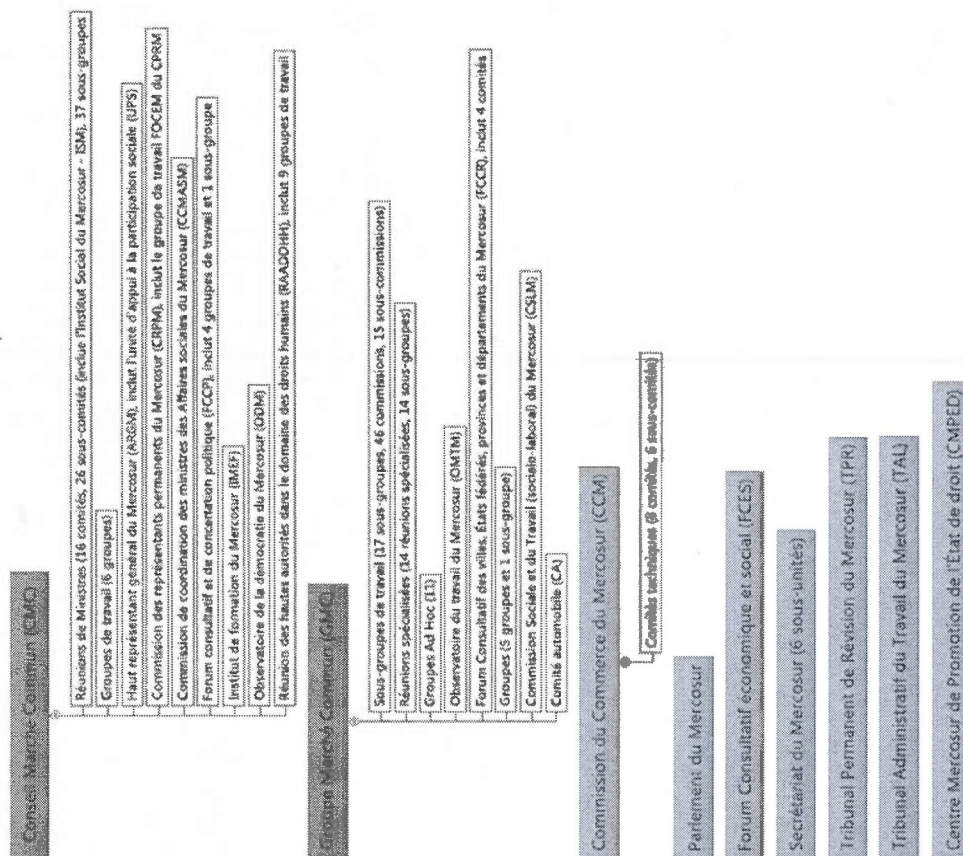 Conseil Marché Commun (CMC)
Réunions de Ministres (16 comités, 26 sous-comités (inclue l'Institut Social du Mercosur - ISM), 37 sous-groupes
Groupes de travail (6 groupes)
Haut représentant général du Mercosur (ARGM), inclut l'unité d'appui à la participation sociale (UPS)
Commission des représentants permanents du Mercosur (CRPM), inclut le groupe de travail FOCEM du CPRM
Commission de coordination des ministres des Affaires sociales du Mercosur (CCMASM)
Forum consultatif et de concertation politique (FCCP), inclut 4 groupes de travail et 1 sous-groupe
Institut de formation du Mercosur (IMEF)
Observatoire de la démocratie du Mercosur (ODM)
Réunion des hautes autorités dans le domaine des droits humains (RAADDHH), inclut 9 groupes de travail
Groupe Marché Commun (GMC)
Sous-groupes de travail (17 sous-groupes, 46 commissions, 15 sous-commissions)
Réunions spécialisées (14 réunions spécialisées, 14 sous-groupes)
Groupes Ad Hoc (11)
Observatoire du travail du Mercosur (OMTM)
Forum Consultatif des villes, États fédérés, provinces et départements du Mercosur (FCCR), inclut 4 comités
Groupes (5 groupes et 1 sous-groupe)
Commission Sociale et du Travail (socialo-laboral) du Mercosur (CSLM)
Comité automobile (CA)
Commission du Commerce du Mercosur (CCM)
Comités techniques (8 comités, 6 sous-comités)
Parlement du Mercosur
Forum Consultatif économique et social (FCES)
Secrétariat du Mercosur (6 sous-unités)
Tribunal Permanent de Révision du Mercosur (TPR)
Tribunal Administratif du Travail du Mercosur (TAL)
Centre Mercosur de Promotion de l'État de droit (CMPED)